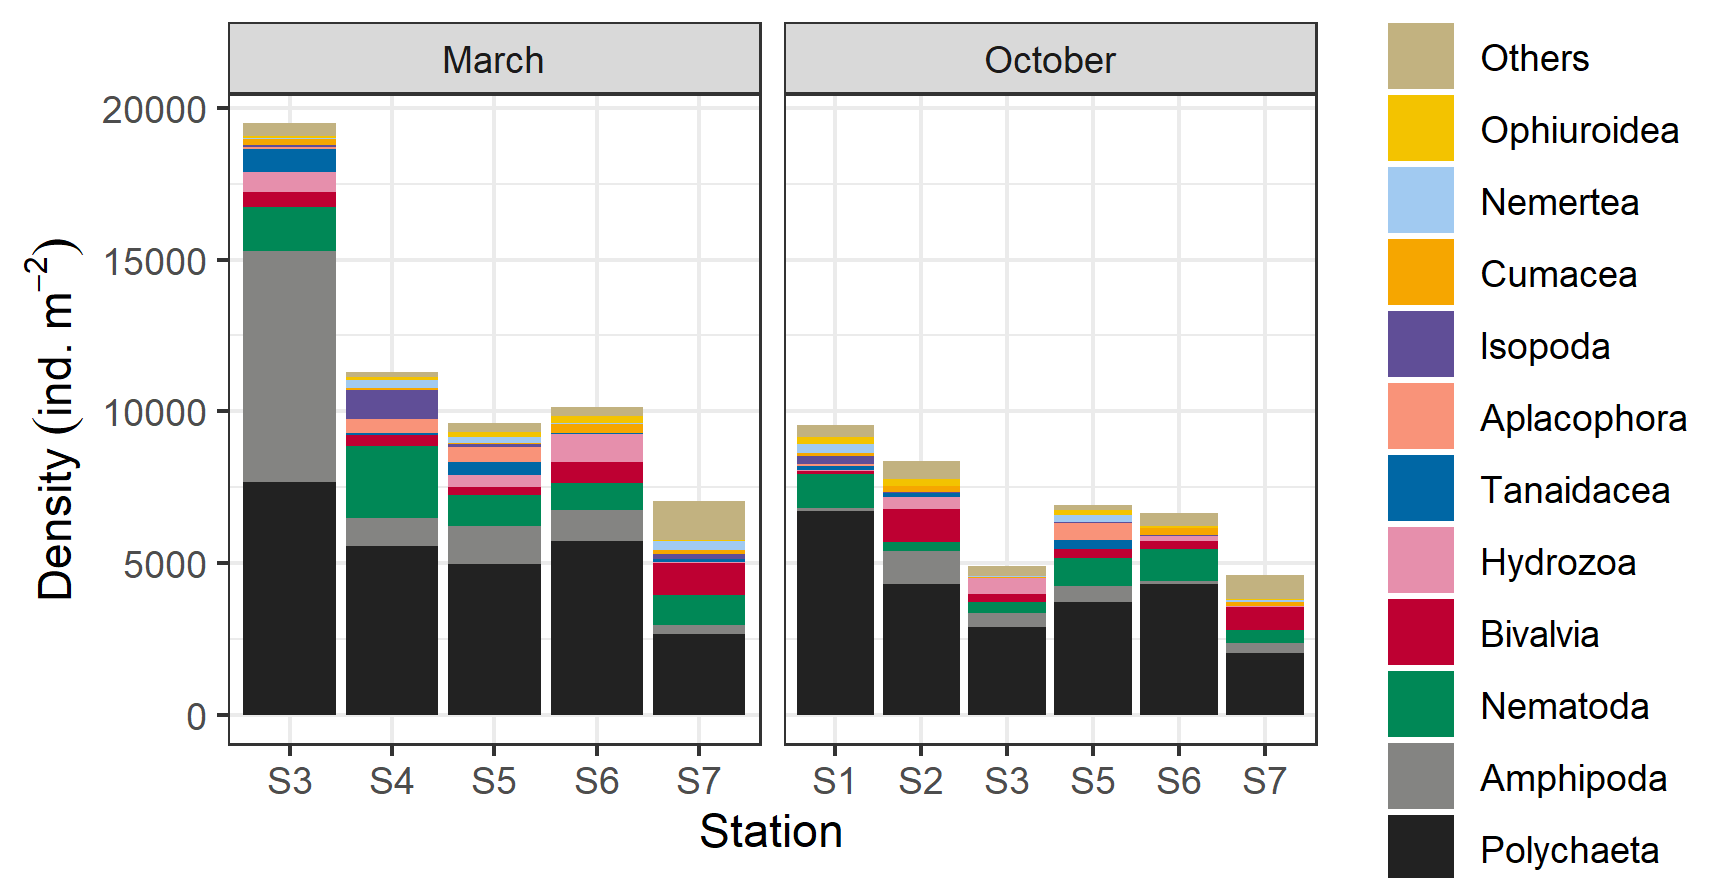 March
October
20000
15000
10000
5000
0
Density (ind. m⁻²)
S3 S4 S5 S6 S7
S1 S2 S3 S5 S6 S7
Station
Others
Ophiuroidea
Nemertea
Cumacea
Isopoda
Aplacophora
Tanaidacea
Hydrozoa
Bivalvia
Nematoda
Amphipoda
Polychaeta